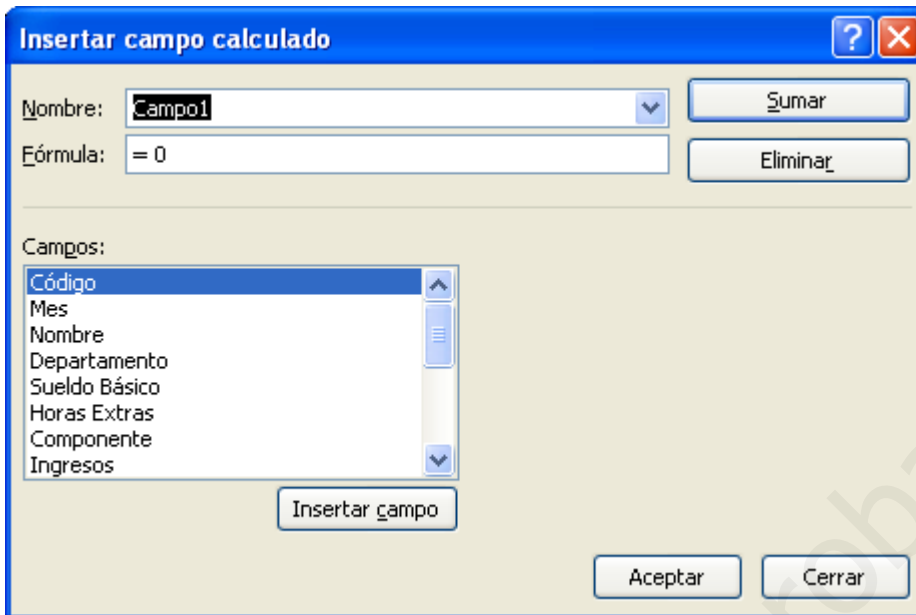 Insertar campo calculado
?
Nombre: Campo1 Sumar
Fórmula: = 0 Eliminar
Campos:
Código
Mes
Nombre
Departamento
Sueldo Básico
Horas Extras
Componente
Ingresos
Insertar campo
Aceptar Cerrar